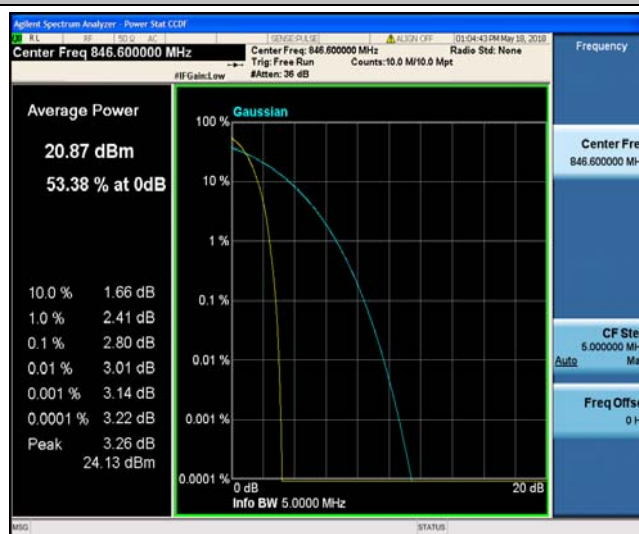 Agilent Spectrum Analyzer - Power Stat CCDF
RL RF 50 Ω AC SENSE:PULSE ALIGN OFF 01:04:43 PM May 18, 2018
Center Freq 846.600000 MHz
Center Freq: 846.600000 MHz Radio Std: None
Trig: Free Run Counts:10.0 M/10.0 Mpt
#IFGain:Low #Atten: 36 dB
Frequency
Average Power
20.87 dBm
53.38 % at 0dB
10.0 % 1.66 dB
1.0 % 2.41 dB
0.1 % 2.80 dB
0.01 % 3.01 dB
0.001 % 3.14 dB
0.0001 % 3.22 dB
Peak 3.26 dB
24.13 dBm
Gaussian
100 %
10 %
1 %
0.1 %
0.01 %
0.001 %
0.0001 %
0 dB 20 dB
Info BW 5.0000 MHz
Center Fre
846.600000 MH
CF Ste
5.000000 MH
Auto Ma
Freq Offs
0 H
MSG STATUS